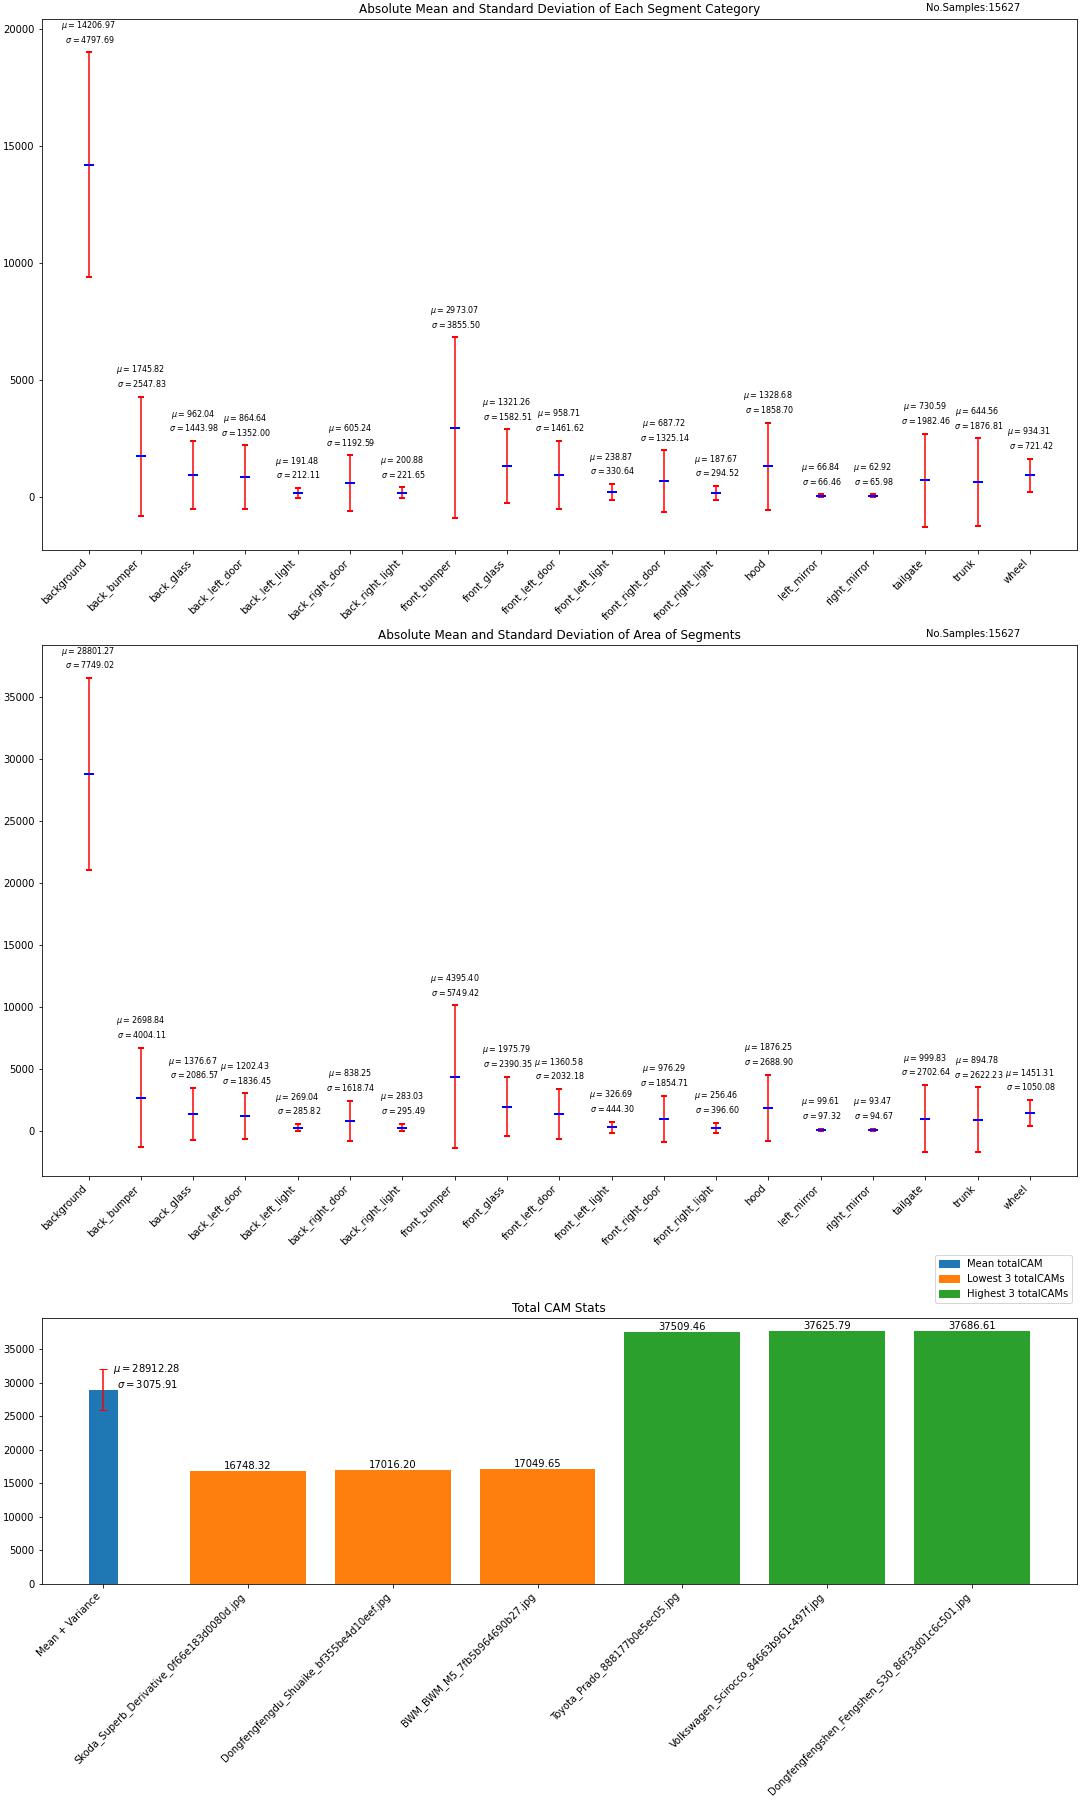 Absolute Mean and Standard Deviation of Each Segment Category
No.Samples:15627
20000
15000
10000
5000
0
μ = 14206.97
σ = 4797.69
μ = 1745.82
σ = 2547.83
μ = 962.04
σ = 1443.98
μ = 864.64
σ = 1352.00
μ = 191.48
σ = 212.11
μ = 605.24
σ = 1192.59
μ = 200.88
σ = 221.65
μ = 2973.07
σ = 3855.50
μ = 1321.26
σ = 1582.51
μ = 958.71
σ = 1461.62
μ = 238.87
σ = 330.64
μ = 687.72
σ = 1325.14
μ = 187.67
σ = 294.52
μ = 1328.68
σ = 1858.70
μ = 66.84
σ = 66.46
μ = 62.92
σ = 65.98
μ = 730.59
σ = 1982.46
μ = 644.56
σ = 1876.81
μ = 934.31
σ = 721.42
background
back_bumper
back_glass
back_left_door
back_left_light
back_right_door
back_right_light
front_bumper
front_glass
front_left_door
front_left_light
front_right_door
front_right_light
hood
left_mirror
right_mirror
tailgate
trunk
wheel
Absolute Mean and Standard Deviation of Area of Segments
No.Samples:15627
35000
30000
25000
20000
15000
10000
5000
0
μ = 28801.27
σ = 7749.02
μ = 2698.84
σ = 4004.11
μ = 1376.67
σ = 2086.57
μ = 1202.43
σ = 1836.45
μ = 269.04
σ = 285.82
μ = 838.25
σ = 1618.74
μ = 283.03
σ = 295.49
μ = 4395.40
σ = 5749.42
μ = 1975.79
σ = 2390.35
μ = 1360.58
σ = 2032.18
μ = 326.69
σ = 444.30
μ = 976.29
σ = 1854.71
μ = 256.46
σ = 396.60
μ = 1876.25
σ = 2688.90
μ = 99.61
σ = 97.32
μ = 93.47
σ = 94.67
μ = 999.83
σ = 2702.64
μ = 894.78
σ = 2622.23
μ = 1451.31
σ = 1050.08
background
back_bumper
back_glass
back_left_door
back_left_light
back_right_door
back_right_light
front_bumper
front_glass
front_left_door
front_left_light
front_right_door
front_right_light
hood
left_mirror
right_mirror
tailgate
trunk
wheel
Mean totalCAM
Lowest 3 totalCAMs
Highest 3 totalCAMs
Total CAM Stats
35000
30000
25000
20000
15000
10000
5000
0
μ = 28912.28
σ = 3075.91
16748.32
17016.20
17049.65
37509.46
37625.79
37686.61
Mean + Variance
Skoda_Superb_Derivative_0f66e183d0080d.jpg
Dongfengfengdu_Shuaike_bf355be4d10eef.jpg
BWM_BWM_M5_7fb5b964690b27.jpg
Toyota_Prado_888177b0e5ec05.jpg
Volkswagen_Scirocco_84663b961c497f.jpg
Dongfengfengshen_Fengshen_S30_86f33d01c6c501.jpg